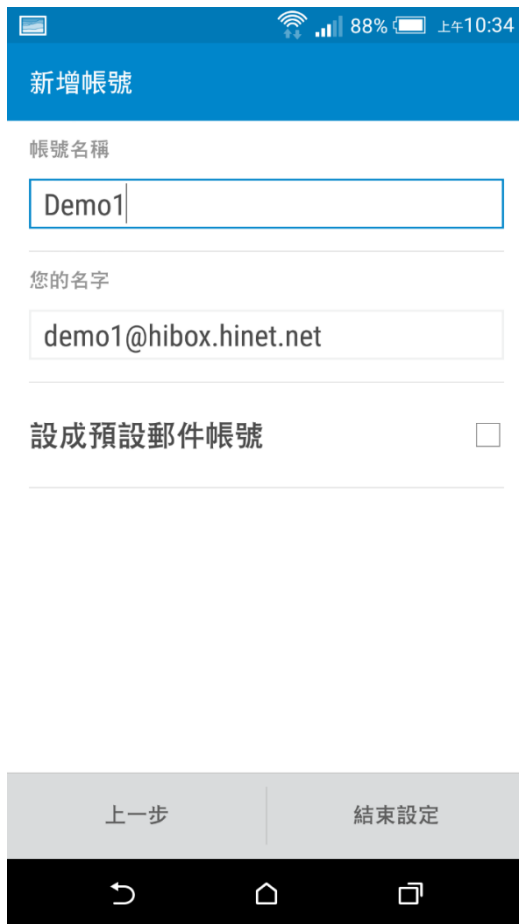 88% 上午10:34
新增帳號
帳號名稱
Demo1
您的名字
demo1@hibox.hinet.net
設成預設郵件帳號
上一步 結束設定